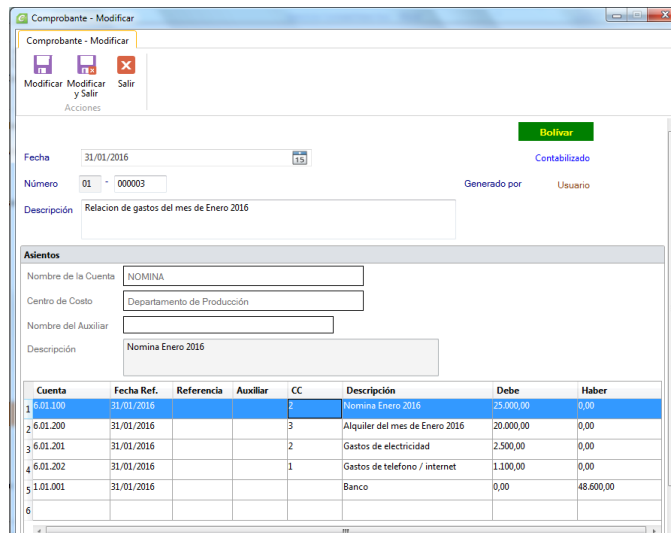 Comprobante - Modificar
Comprobante - Modificar
Modificar Modificar y Salir Salir
Acciones
Bolívar
Fecha 31/01/2016 15 Contabilizado
Número 01 - 000003 Generado por Usuario
Descripción Relacion de gastos del mes de Enero 2016
Asientos
Nombre de la Cuenta NOMINA
Centro de Costo Departamento de Producción
Nombre del Auxiliar
Descripción Nomina Enero 2016
Cuenta Fecha Ref. Referencia Auxiliar CC Descripción Debe Haber
1 6.01.100 31/01/2016 2 Nomina Enero 2016 25.000,00 0,00
2 6.01.200 31/01/2016 3 Alquiler del mes de Enero 2016 20.000,00 0,00
3 6.01.201 31/01/2016 2 Gastos de electricidad 2.500,00 0,00
4 6.01.202 31/01/2016 1 Gastos de telefono / internet 1.100,00 0,00
5 1.01.001 31/01/2016 Banco 0,00 48.600,00
6